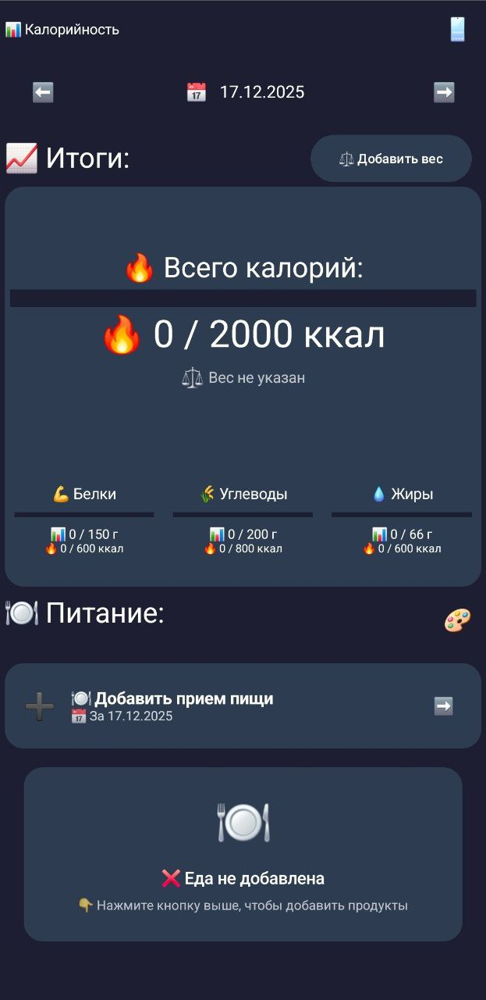 📊 Калорийность
⬅️ 📅 17.12.2025 ➡️
📈 Итоги:
⚖️ Добавить вес
🔥 Всего калорий:
🔥 0 / 2000 ккал
⚖️ Вес не указан
💪 Белки
🌾 Углеводы
💧 Жиры
📊 0 / 150 г
📊 0 / 200 г
📊 0 / 66 г
🔥 0 / 600 ккал
🔥 0 / 800 ккал
🔥 0 / 600 ккал
🍽️ Питание:
🍽️ Добавить прием пищи
📅 За 17.12.2025
❌ Еда не добавлена
👇 Нажмите кнопку выше, чтобы добавить продукты